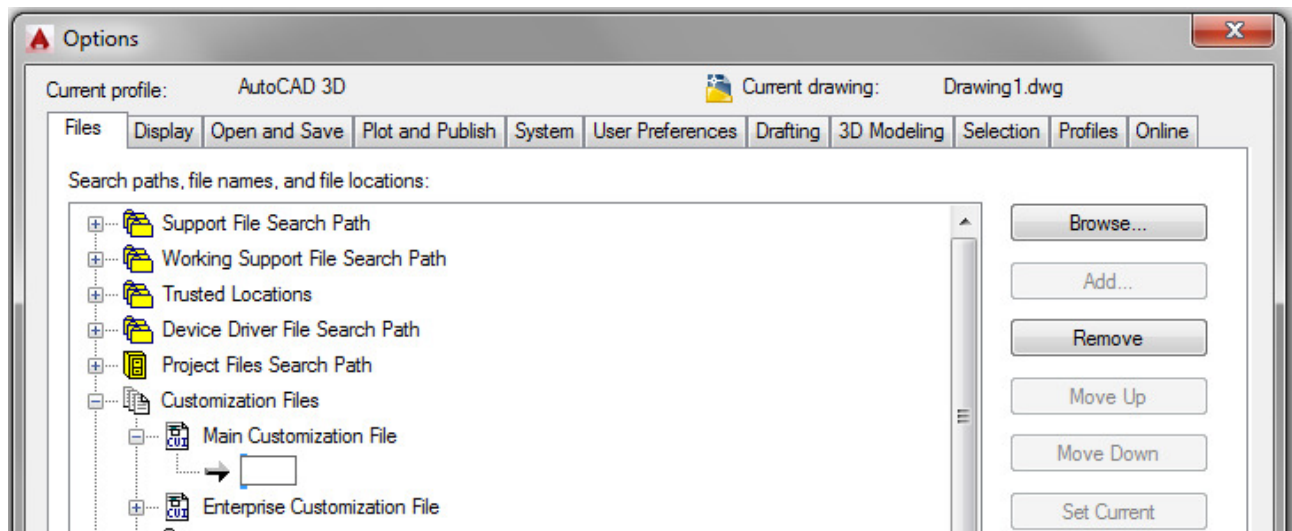 Options
Current profile: AutoCAD 3D Current drawing: Drawing1.dwg
Files Display Open and Save Plot and Publish System User Preferences Drafting 3D Modeling Selection Profiles Online
Search paths, file names, and file locations:
Support File Search Path Browse...
Working Support File Search Path
Trusted Locations Add...
Device Driver File Search Path Remove
Project Files Search Path
Customization Files Move Up
CUI Main Customization File
Move Down
CUI Enterprise Customization File Set Current